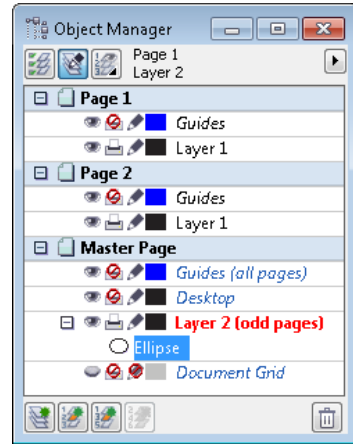 Object Manager
Page 1
Layer 2
Page 1
Guides
Layer 1
Page 2
Guides
Layer 1
Master Page
Guides (all pages)
Desktop
Layer 2 (odd pages)
Ellipse
Document Grid